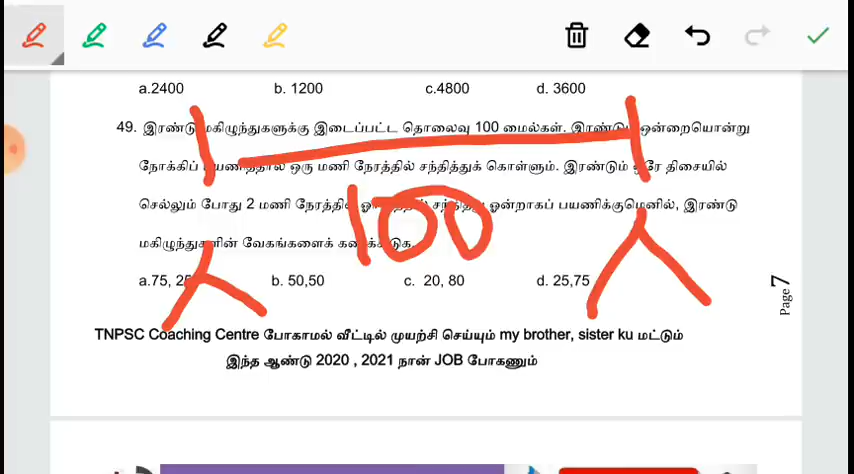 a.2400 b. 1200 c.4800 d. 3600
49. இரண்டு மகிழுந்துகளுக்கு இடைப்பட்ட தொலைவு 100 மைல்கள். இரண்டும் ஒன்றையொன்று
நோக்கிப் பயணித்தால் ஒரு மணி நேரத்தில் சந்தித்துக் கொள்ளும். இரண்டும் ஒரே திசையில்
செல்லும் போது 2 மணி நேரத்தில் ஒன்றாகப் பயணிக்குமெனில், இரண்டு
மகிழுந்துகளின் வேகங்களைக் கணக்கிடுக.
100
a.75, b. 50,50 c. 20, 80 d. 25,75
Page 7
TNPSC Coaching Centre போகாமல் வீட்டில் முயற்சி செய்யும் my brother, sister ku மட்டும்
இந்த ஆண்டு 2020 , 2021 நான் JOB போகணும்